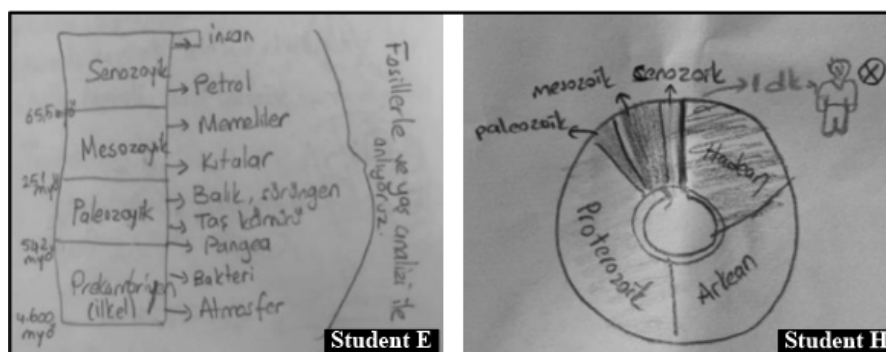 insan
Senozoyik
Petrol
65,5 myö
Memeliler
Mesozoyik
Kıtalar
251 myö
Balık, sürüngen
Paleozoyik
Taş kömürü
542 myö
Pangea
Bakteri
Prekambriyen (ilkel)
Atmosfer
4.600 myö
Fosillerle ve yaş analizi ile anlıyoruz.
Student E
paleozoik
mesozoik
senozoik
1 dk
Hadean
Proterozoik
Arkean
Student H